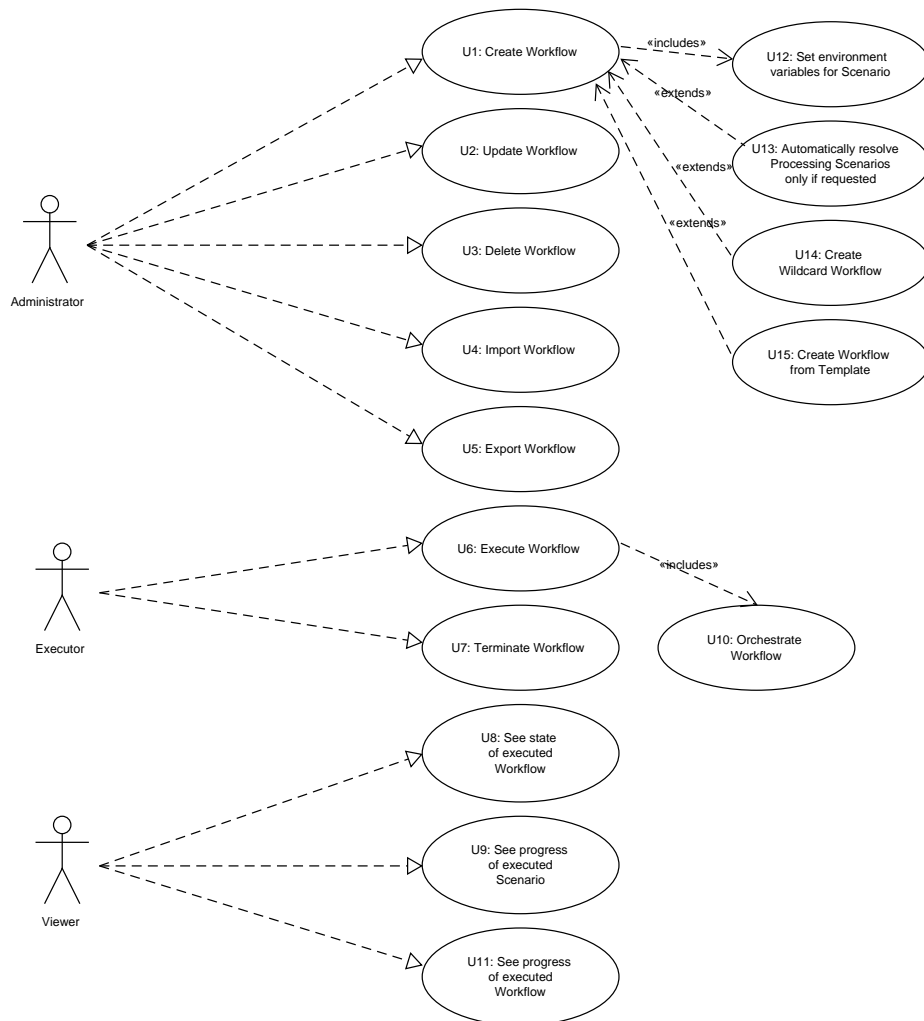 U1: Create Workflow
«includes»
U12: Set environment
variables for Scenario
«extends»
U2: Update Workflow
U13: Automatically resolve
Processing Scenarios
only if requested
«extends»
Administrator
U3: Delete Workflow
«extends»
U14: Create
Wildcard Workflow
U4: Import Workflow
U15: Create Workflow
from Template
U5: Export Workflow
Executor
U6: Execute Workflow
«includes»
U7: Terminate Workflow
U10: Orchestrate
Workflow
U8: See state
of executed
Workflow
Viewer
U9: See progress
of executed
Scenario
U11: See progress
of executed
Workflow